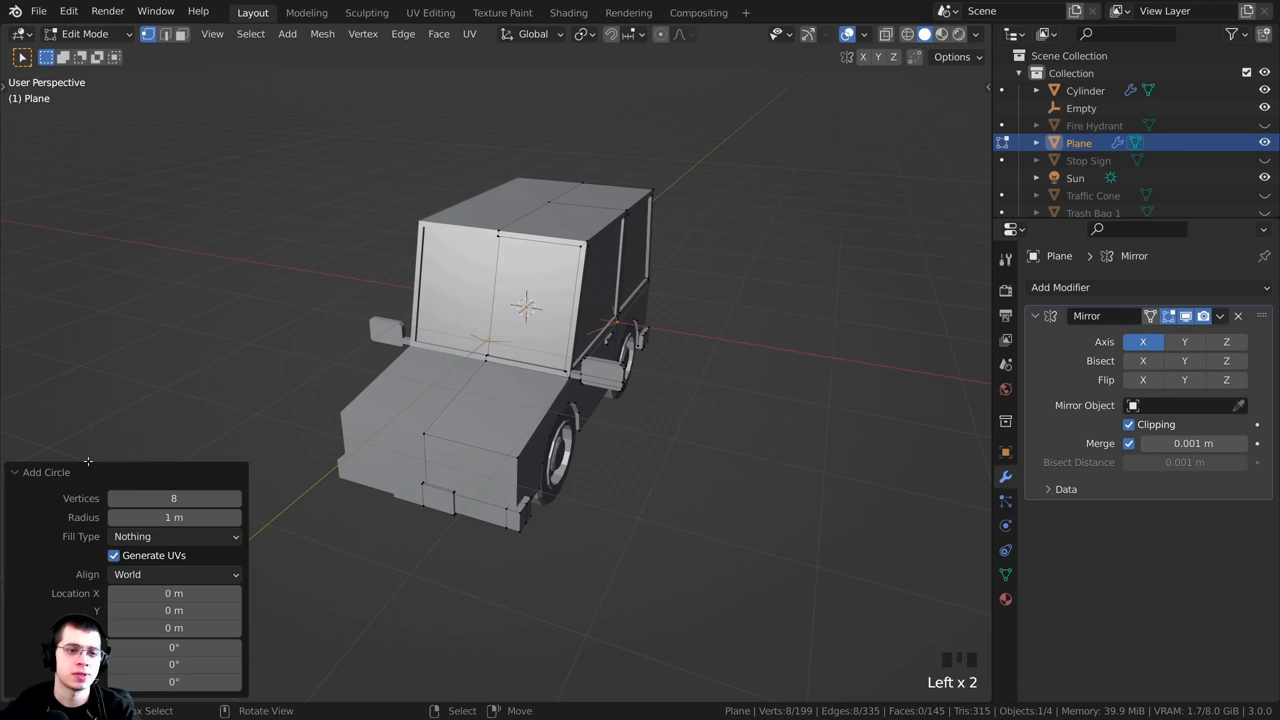 File Edit Render Window Help Layout Modeling Sculpting UV Editing Texture Paint Shading Rendering Compositing Scene View Layer
Edit Mode View Select Add Mesh Vertex Edge Face UV Global
X Y Z Options
User Perspective
(1) Plane
Scene Collection
Collection
Cylinder
Empty
Fire Hydrant
Plane
Stop Sign
Sun
Traffic Cone
Trash Bag 1
Plane Mirror
Add Modifier
Mirror
Axis X Y Z
Bisect X Y Z
Flip X Y Z
Mirror Object
Clipping
Merge 0.001 m
Bisect Distance 0.001 m
Data
Add Circle
Vertices 8
Radius 1 m
Fill Type Nothing
Generate UVs
Align World
Location X 0 m
Y 0 m
0 m
0°
0°
0°
Left x 2
Select Rotate View Select Move Plane | Verts:8/199 | Edges:8/335 | Faces:0/145 | Tris:315 | Objects:1/4 | Memory: 39.9 MiB | VRAM: 1.7/8.0 GiB | 3.0.0